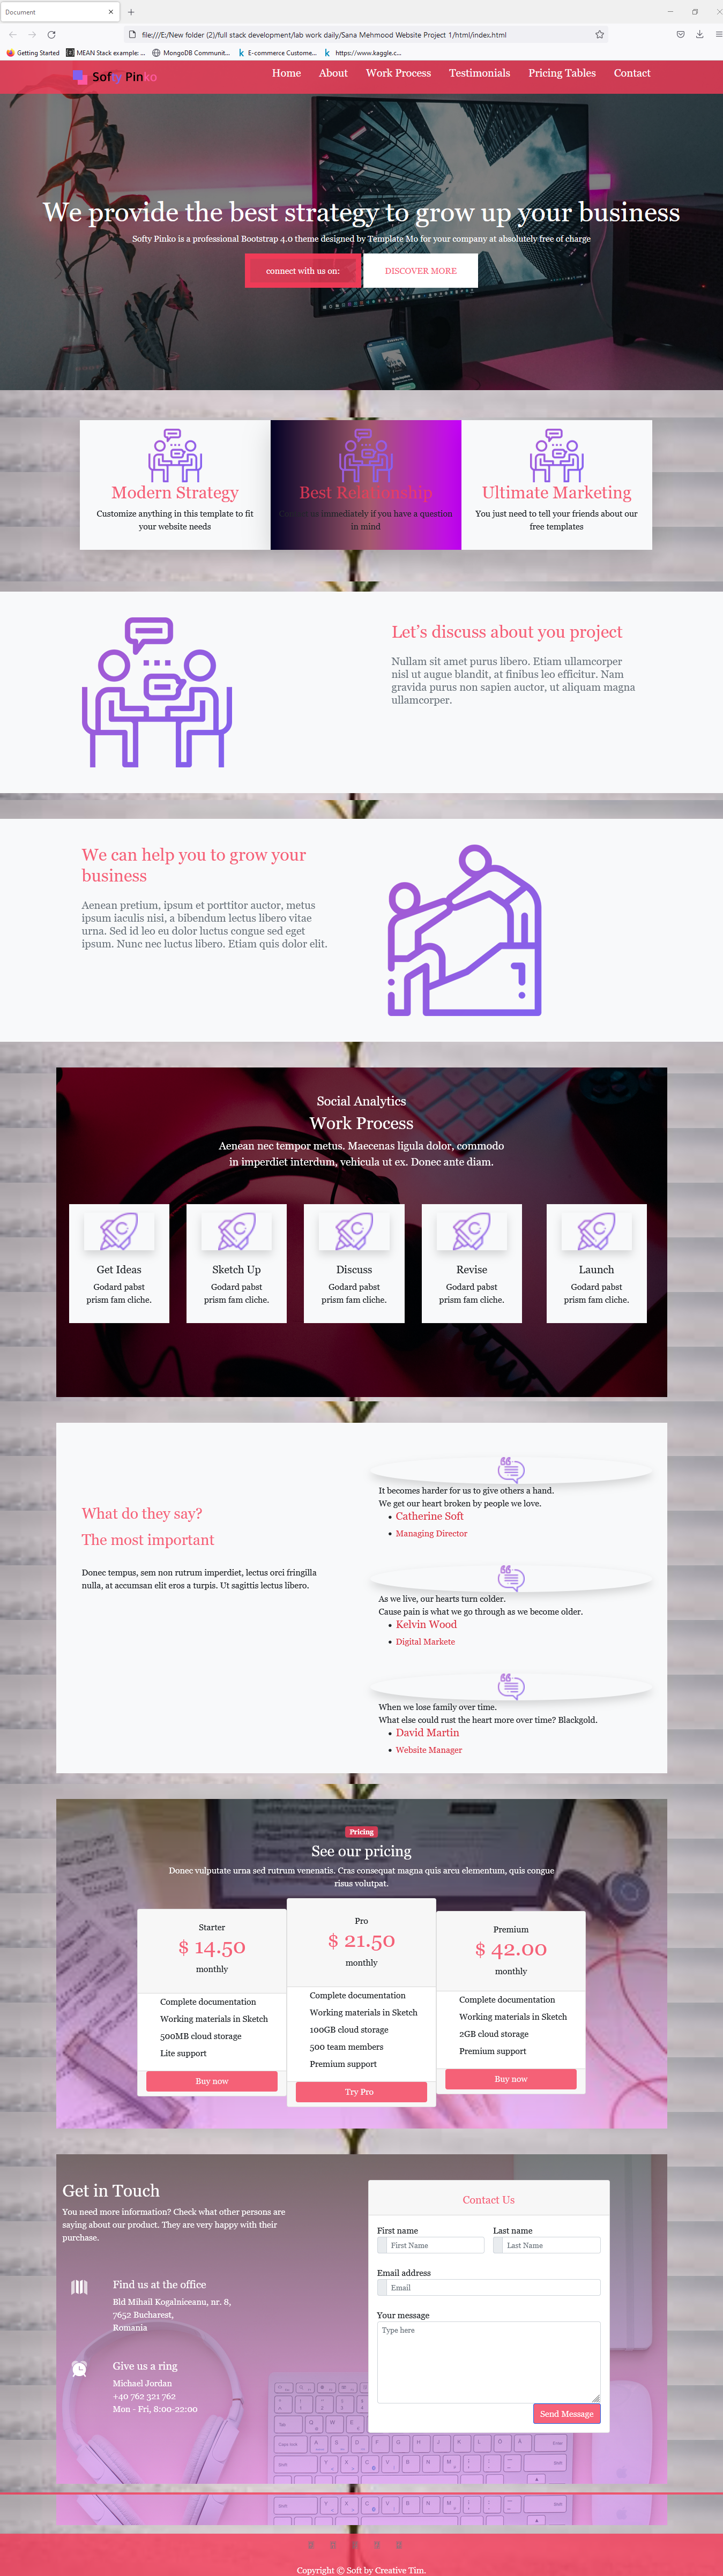 Document
file:///E:/New folder (2)/full stack development/lab work daily/Sana Mehmood Website Project 1/html/index.html
Getting Started
MEAN Stack example: ...
MongoDB Communit...
E-commerce Custome...
https://www.kaggle.c...
Softy Pinko
Home About Work Process Testimonials Pricing Tables Contact
We provide the best strategy to grow up your business
Softy Pinko is a professional Bootstrap 4.0 theme designed by Template Mo for your company at absolutely free of charge
connect with us on:
DISCOVER MORE
Modern Strategy
Customize anything in this template to fit
your website needs
Best Relationship
immediately if you have a question
in mind
Ultimate Marketing
You just need to tell your friends about our
free templates
Let's discuss about you project
Nullam sit amet purus libero. Etiam ullamcorper
nisl ut augue blandit, at finibus leo efficitur. Nam
gravida purus non sapien auctor, ut aliquam magna
ullamcorper.
We can help you to grow your
business
Aenean pretium, ipsum et porttitor auctor, metus
ipsum iaculis nisi, a bibendum lectus libero vitae
urna. Sed id leo eu dolor luctus congue sed eget
ipsum. Nunc nec luctus libero. Etiam quis dolor elit.
Social Analytics
Work Process
Aenean nec tempor metus. Maecenas ligula dolor, commodo
in imperdiet interdum, vehicula ut ex. Donec ante diam.
Get Ideas
Godard pabst
prism fam cliche.
Sketch Up
Godard pabst
prism fam cliche.
Discuss
Godard pabst
prism fam cliche.
Revise
Godard pabst
prism fam cliche.
Launch
Godard pabst
prism fam cliche.
What do they say?
The most important
Donec tempus, sem non rutrum imperdiet, lectus orci fringilla
nulla, at accumsan elit eros a turpis. Ut sagittis lectus libero.
It becomes harder for us to give others a hand.
We get our heart broken by people we love.
Catherine Soft
Managing Director
As we live, our hearts turn colder.
Cause pain is what we go through as we become older.
Kelvin Wood
Digital Markete
When we lose family over time.
What else could rust the heart more over time? Blackgold.
David Martin
Website Manager
Pricing
See our pricing
Donec vulputate urna sed rutrum venenatis. Cras consequat magna quis arcu elementum, quis congue
risus volutpat.
Starter
$ 14.50
monthly
Complete documentation
Working materials in Sketch
500MB cloud storage
Lite support
Buy now
Pro
$ 21.50
monthly
Complete documentation
Working materials in Sketch
100GB cloud storage
500 team members
Premium support
Try Pro
Premium
$ 42.00
monthly
Complete documentation
Working materials in Sketch
2GB cloud storage
Premium support
Buy now
Get in Touch
You need more information? Check what other persons are
saying about our product. They are very happy with their
purchase.
Find us at the office
Bld Mihail Kogalniceanu, nr. 8,
7652 Bucharest,
Romania
Give us a ring
Michael Jordan
+40 762 321 762
Mon - Fri, 8:00-22:00
Contact Us
First name
First Name
Last name
Last Name
Email address
Email
Your message
Type here
Send Message
Copyright © Soft by Creative Tim.